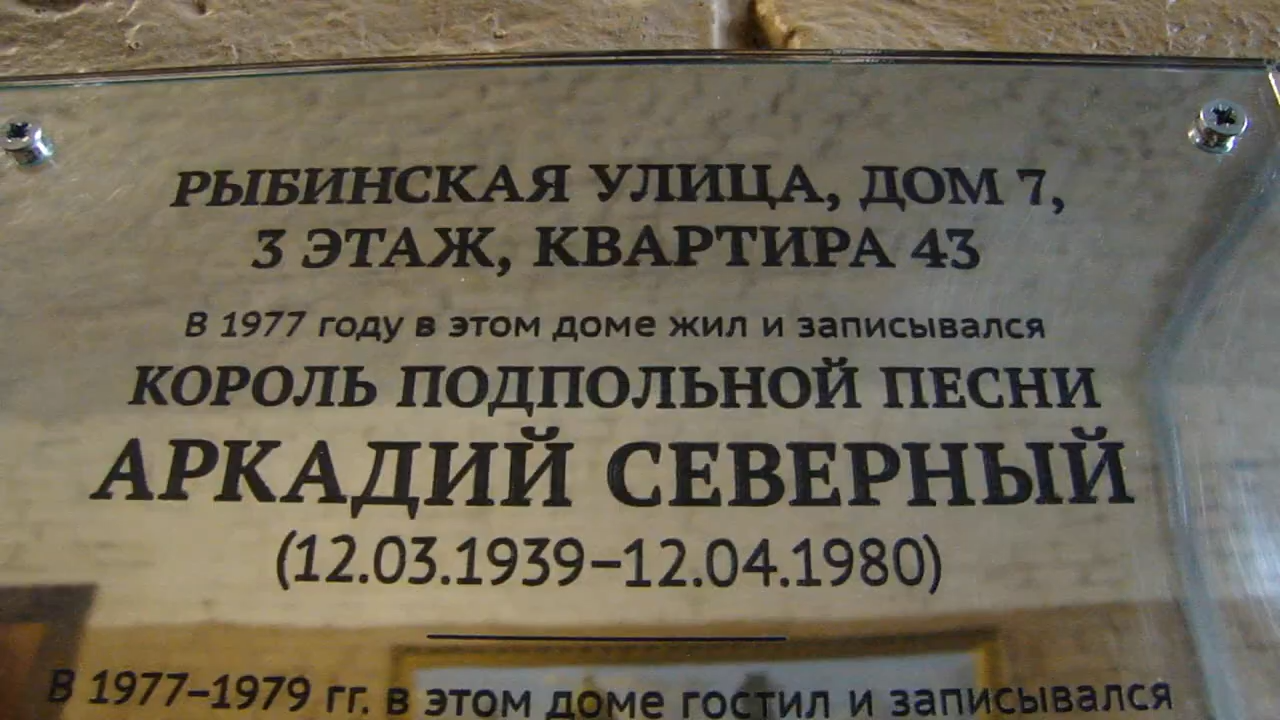 РЫБИНСКАЯ УЛИЦА, ДОМ 7,
3 ЭТАЖ, КВАРТИРА 43
В 1977 году в этом доме жил и записывался
КОРОЛЬ ПОДПОЛЬНОЙ ПЕСНИ
АРКАДИЙ СЕВЕРНЫЙ
(12.03.1939–12.04.1980)
В 1977–1979 гг. в этом доме гостил и записывался